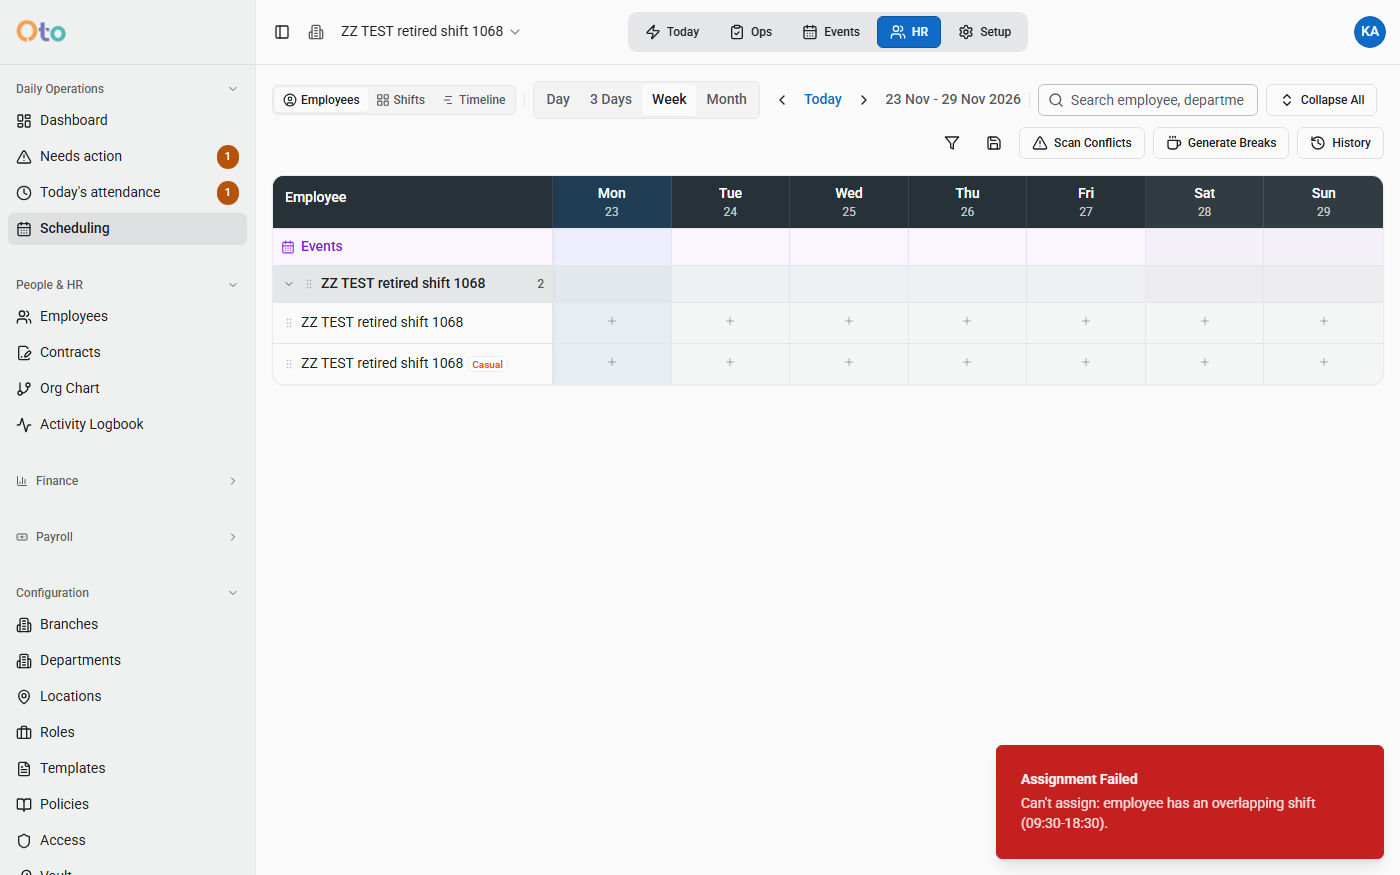 Oto
ZZ TEST retired shift 1068
Today
Ops
Events
HR
Setup
KA
Daily Operations
Dashboard
Needs action
1
Today's attendance
1
Scheduling
People & HR
Employees
Contracts
Org Chart
Activity Logbook
Finance
Payroll
Configuration
Branches
Departments
Locations
Roles
Templates
Policies
Access
Vault
Employees
Shifts
Timeline
Day
3 Days
Week
Month
Today
23 Nov - 29 Nov 2026
Search employee, departme
Collapse All
Scan Conflicts
Generate Breaks
History
Employee
Mon
23
Tue
24
Wed
25
Thu
26
Fri
27
Sat
28
Sun
29
Events
ZZ TEST retired shift 1068
2
ZZ TEST retired shift 1068
+ + + + + + +
ZZ TEST retired shift 1068 Casual
+ + + + + + +
Assignment Failed
Can't assign: employee has an overlapping shift
(09:30-18:30).